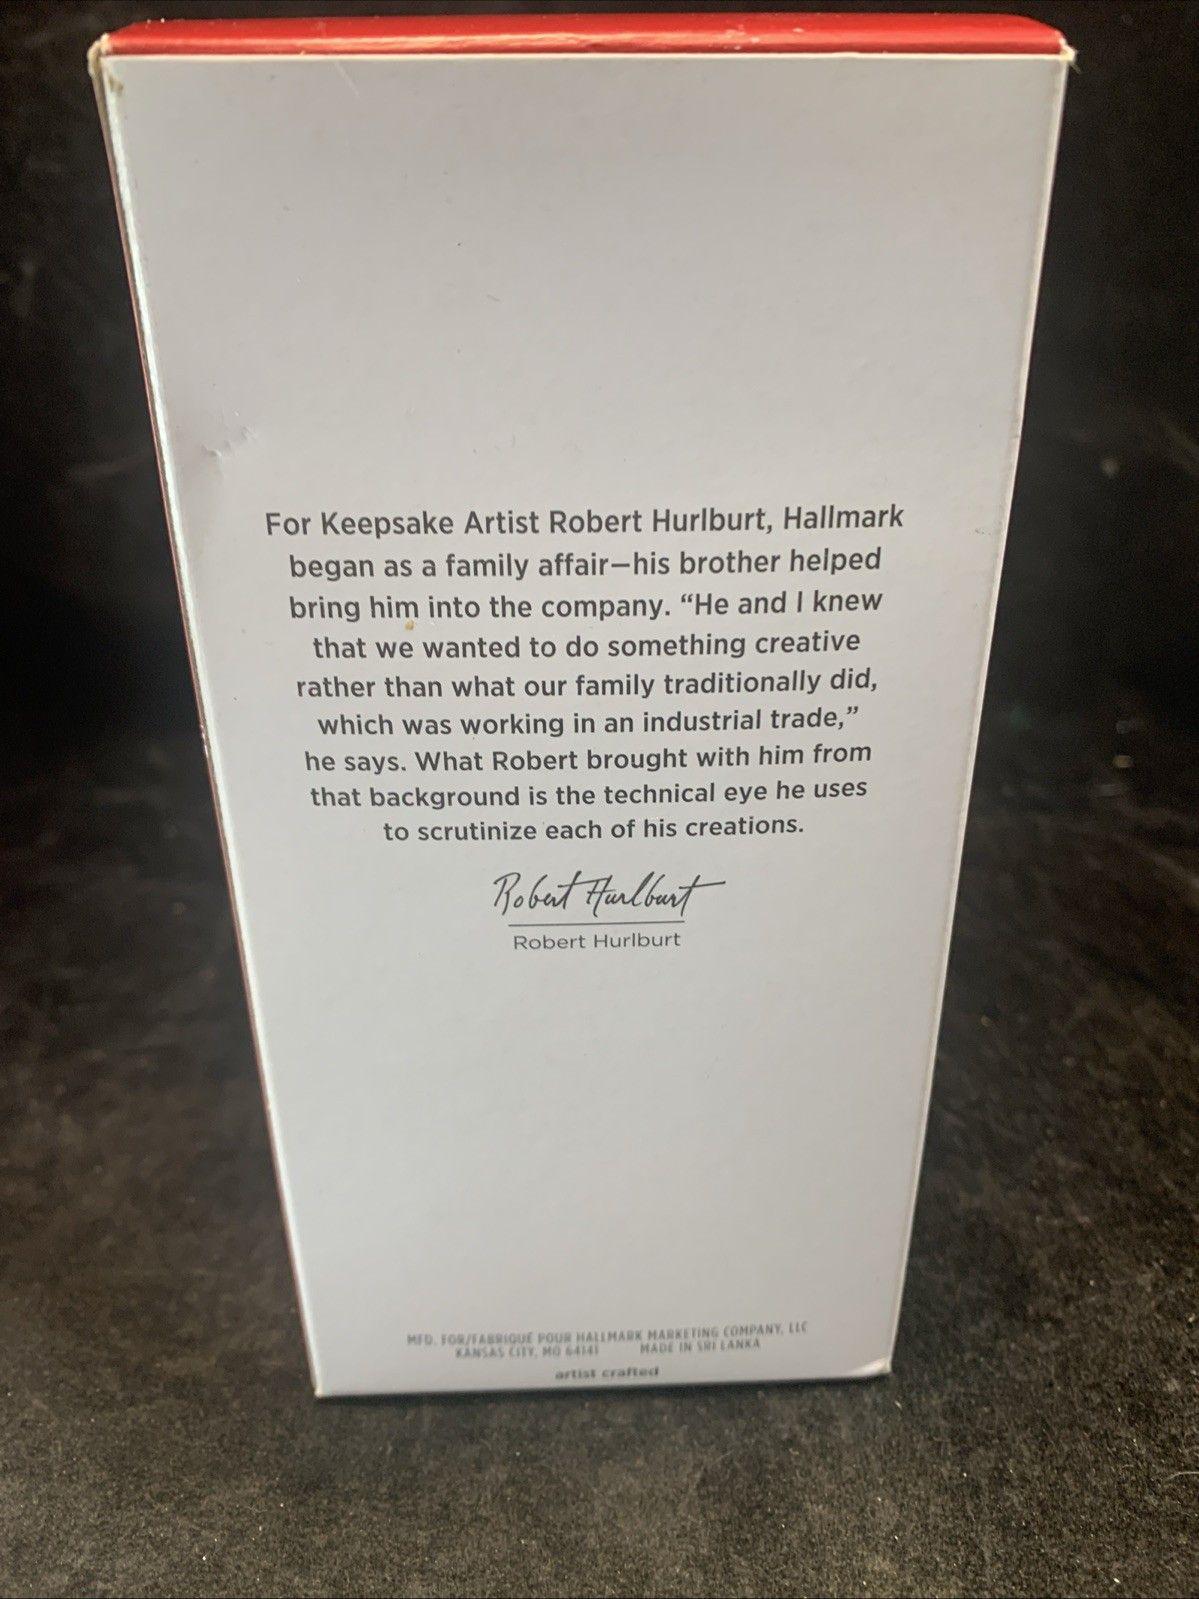 For Keepsake Artist Robert Hurlburt, Hallmark
began as a family affair—his brother helped
bring him into the company. “He and I knew
that we wanted to do something creative
rather than what our family traditionally did,
which was working in an industrial trade,”
he says. What Robert brought with him from
that background is the technical eye he uses
to scrutinize each of his creations.
Robert Hurlburt
Robert Hurlburt
MFD. FOR/FABRIQUÉ POUR HALLMARK MARKETING COMPANY, LLC
KANSAS CITY, MO 64141 MADE IN SRI LANKA
artist crafted